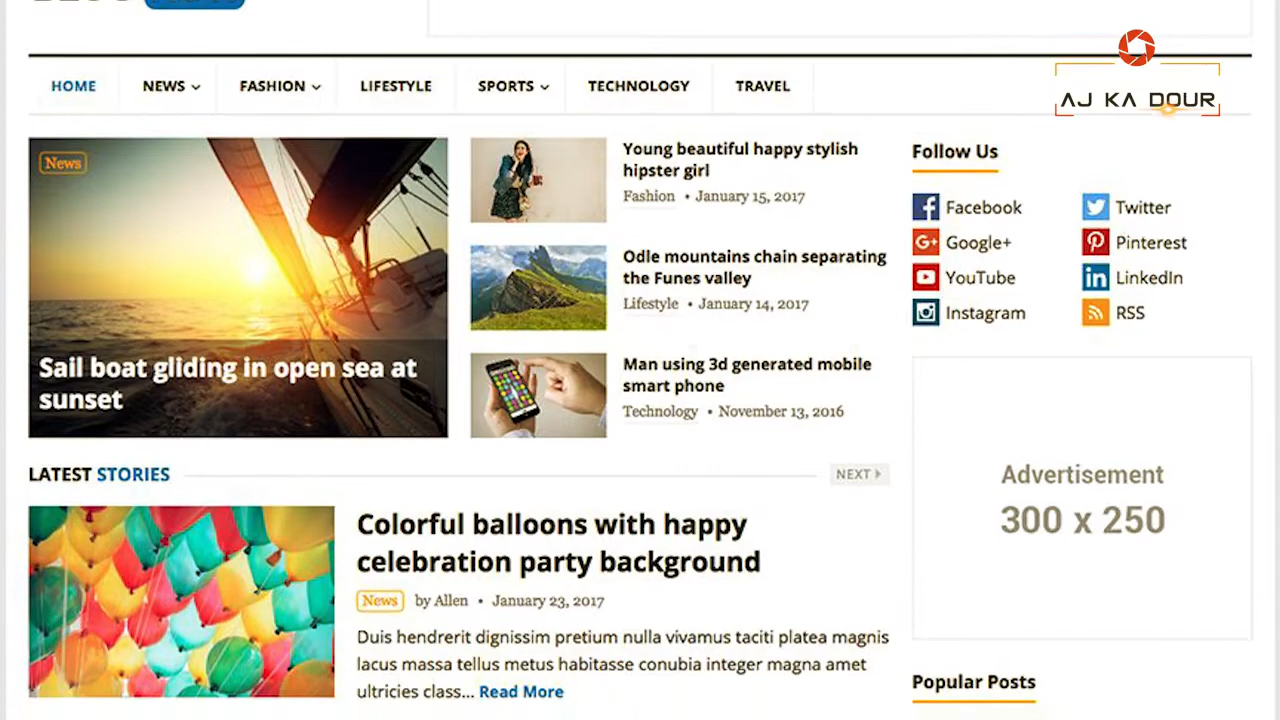 AJ KA DOUR
HOME
NEWS
FASHION
LIFESTYLE
SPORTS
TECHNOLOGY
TRAVEL
News
Sail boat gliding in open sea at
sunset
Young beautiful happy stylish
hipster girl
Fashion • January 15, 2017
Odle mountains chain separating
the Funes valley
Lifestyle • January 14, 2017
Man using 3d generated mobile
smart phone
Technology • November 13, 2016
Follow Us
Facebook
Twitter
Google+
Pinterest
YouTube
LinkedIn
Instagram
RSS
Advertisement
300 x 250
LATEST STORIES
NEXT
Colorful balloons with happy
celebration party background
News by Allen • January 23, 2017
Duis hendrerit dignissim pretium nulla vivamus taciti platea magnis
lacus massa tellus metus habitasse conubia integer magna amet
ultricies class... Read More
Popular Posts